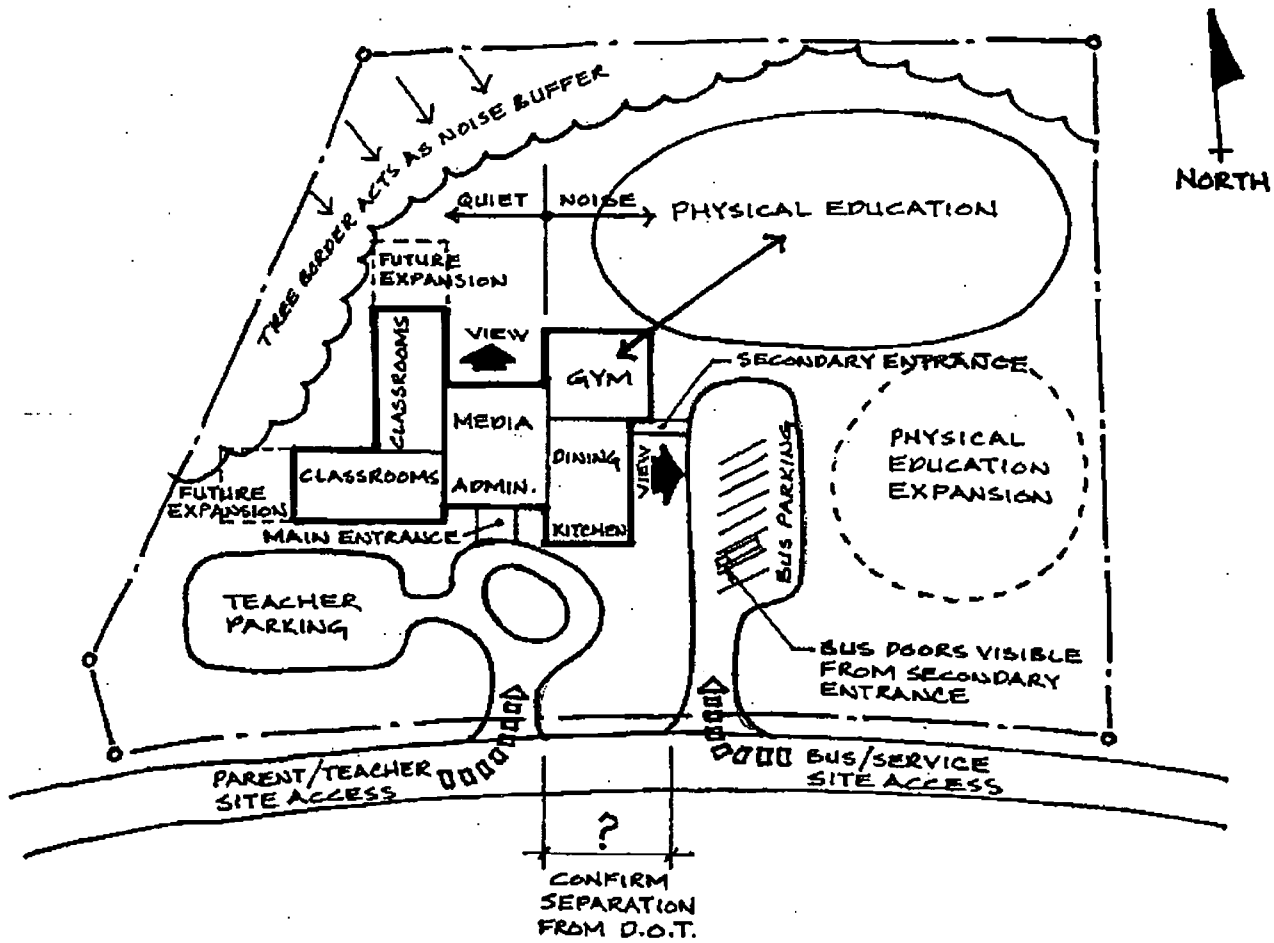 NORTH
TREE BORDER ACTS AS NOISE BUFFER
QUIET
NOISE
PHYSICAL EDUCATION
FUTURE
EXPANSION
VIEW
CLASSROOMS
GYM
SECONDARY ENTRANCE
MEDIA
ADMIN.
DINING
VIEW
KITCHEN
BUS PARKING
PHYSICAL
EDUCATION
EXPANSION
CLASSROOMS
FUTURE
EXPANSION
MAIN ENTRANCE
TEACHER
PARKING
BUS DOORS VISIBLE
FROM SECONDARY
ENTRANCE
PARENT/TEACHER
SITE ACCESS
BUS/SERVICE
SITE ACCESS
?
CONFIRM
SEPARATION
FROM D.O.T.